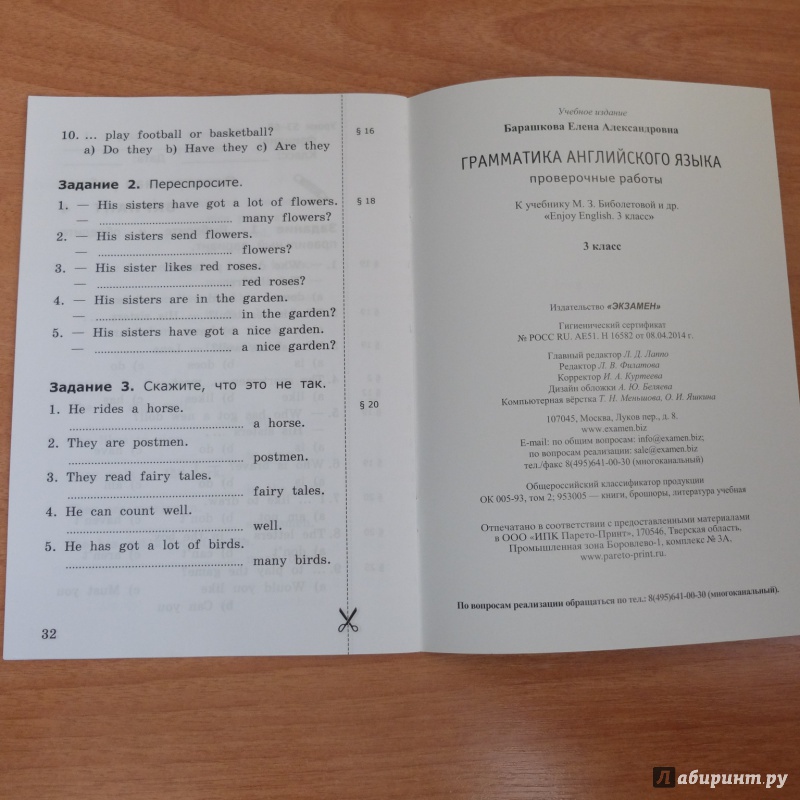 10. ... play football or basketball?
a) Do they b) Have they c) Are they
§ 16
Задание 2. Переспросите.
1. — His sisters have got a lot of flowers.
§ 18
— .................................. many flowers?
2. — His sisters send flowers.
— .................................. flowers?
3. — His sister likes red roses.
— .................................. red roses?
4. — His sisters are in the garden.
— .................................. in the garden?
5. — His sisters have got a nice garden.
— .................................. a nice garden?
Задание 3. Скажите, что это не так.
1. He rides a horse.
§ 20
............................................ a horse.
2. They are postmen.
............................................ postmen.
3. They read fairy tales.
............................................ fairy tales.
4. He can count well.
............................................ well.
5. He has got a lot of birds.
............................................ many birds.
32
Учебное издание
Барашкова Елена Александровна
ГРАММАТИКА АНГЛИЙСКОГО ЯЗЫКА
проверочные работы
К учебнику М. З. Биболетовой и др.
«Enjoy English. 3 класс»
3 класс
Издательство «ЭКЗАМЕН»
Гигиенический сертификат
№ РОСС RU. АЕ51. Н 16582 от 08.04.2014 г.
Главный редактор Л. Д. Лаппо
Редактор Л. В. Филатова
Корректор И. А. Куртеева
Дизайн обложки А. Ю. Беляева
Компьютерная вёрстка Т. Н. Меньшова, О. И. Яшкина
107045, Москва, Луков пер., д. 8.
www.examen.biz
E-mail: по общим вопросам: info@examen.biz;
по вопросам реализации: sale@examen.biz
тел./факс 8(495)641-00-30 (многоканальный)
Общероссийский классификатор продукции
ОК 005-93, том 2; 953005 — книги, брошюры, литература учебная
Отпечатано в соответствии с предоставленными материалами
в ООО «ИПК Парето-Принт», 170546, Тверская область,
Промышленная зона Боровлево-1, комплекс № 3А.
www.pareto-print.ru.
По вопросам реализации обращаться по тел.: 8(495)641-00-30 (многоканальный).
Лабиринт.ру